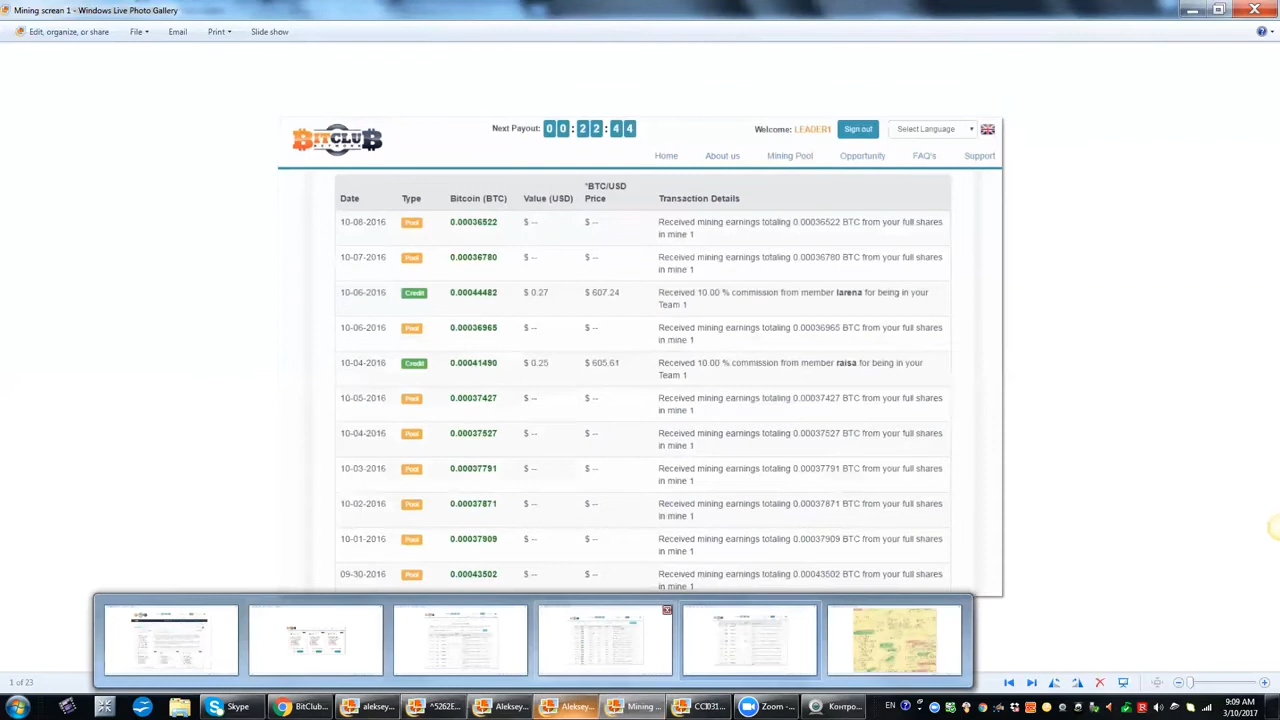 Mining screan 1 - Windows Live Photo Gallery
Edit, organize, or share File Email Print Slide show
BITCLUB
NETWORK
Next Payout: 00:22:44
Welcome: LEADER1 Sign out Select Language
Home About us Mining Pool Opportunity FAQ's Support
Date Type Bitcoin (BTC) Value (USD) *BTC/USD Price Transaction Details
10-08-2016 Pool 0.00036522 $ -- $ -- Received mining earnings totaling 0.00036522 BTC from your full shares
in mine 1
10-07-2016 Pool 0.00036780 $ -- $ -- Received mining earnings totaling 0.00036780 BTC from your full shares
in mine 1
10-06-2016 Credit 0.00044482 $ 0.27 $ 607.24 Received 10.00 % commission from member larena for being in your
Team 1
10-06-2016 Pool 0.00036965 $ -- $ -- Received mining earnings totaling 0.00036965 BTC from your full shares
in mine 1
10-04-2016 Credit 0.00041490 $ 0.25 $ 605.61 Received 10.00 % commission from member raisa for being in your
Team 1
10-05-2016 Pool 0.00037427 $ -- $ -- Received mining earnings totaling 0.00037427 BTC from your full shares
in mine 1
10-04-2016 Pool 0.00037527 $ -- $ -- Received mining earnings totaling 0.00037527 BTC from your full shares
in mine 1
10-03-2016 Pool 0.00037791 $ -- $ -- Received mining earnings totaling 0.00037791 BTC from your full shares
in mine 1
10-02-2016 Pool 0.00037871 $ -- $ -- Received mining earnings totaling 0.00037871 BTC from your full shares
in mine 1
10-01-2016 Pool 0.00037909 $ -- $ -- Received mining earnings totaling 0.00037909 BTC from your full shares
in mine 1
09-30-2016 Pool 0.00043502 $ -- $ -- Received mining earnings totaling 0.00043502 BTC from your full shares
in mine 1
1 of 23
Skype BitClub... aleksey... ^5262E... Aleksey... Aleksey... Mining ... CC1031... Zoom - ... Контро... EN 9:09 AM
3/10/2017